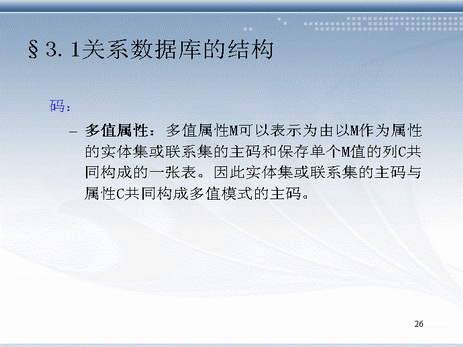 §3.1关系数据库的结构
码：
– 多值属性：多值属性M可以表示为由以M作为属性
的实体集或联系集的主码和保存单个M值的列C共
同构成的一张表。因此实体集或联系集的主码与
属性C共同构成多值模式的主码。
26